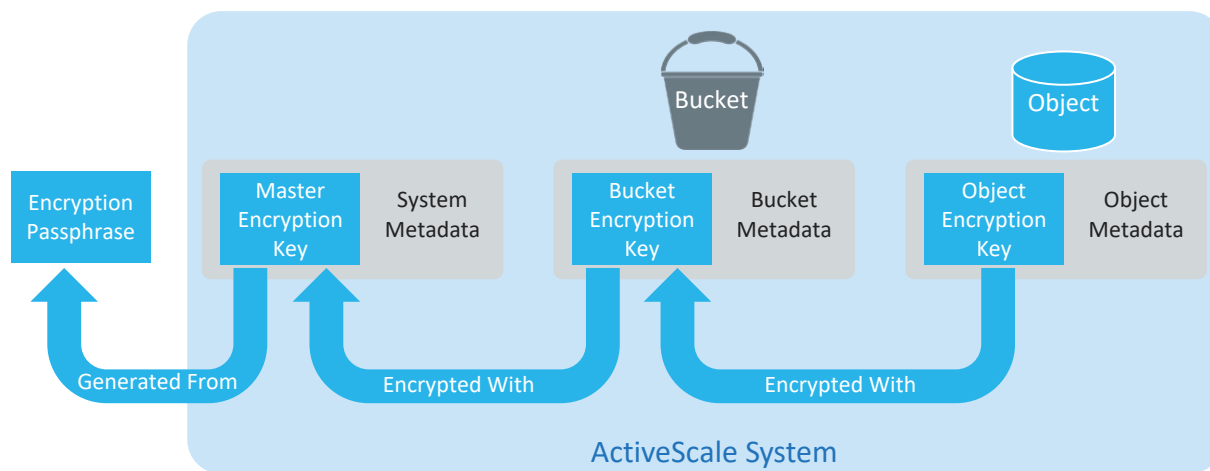 Bucket
Object
Encryption
Passphrase
Master
Encryption
Key
System
Metadata
Bucket
Encryption
Key
Bucket
Metadata
Object
Encryption
Key
Object
Metadata
Generated From
Encrypted With
Encrypted With
ActiveScale System